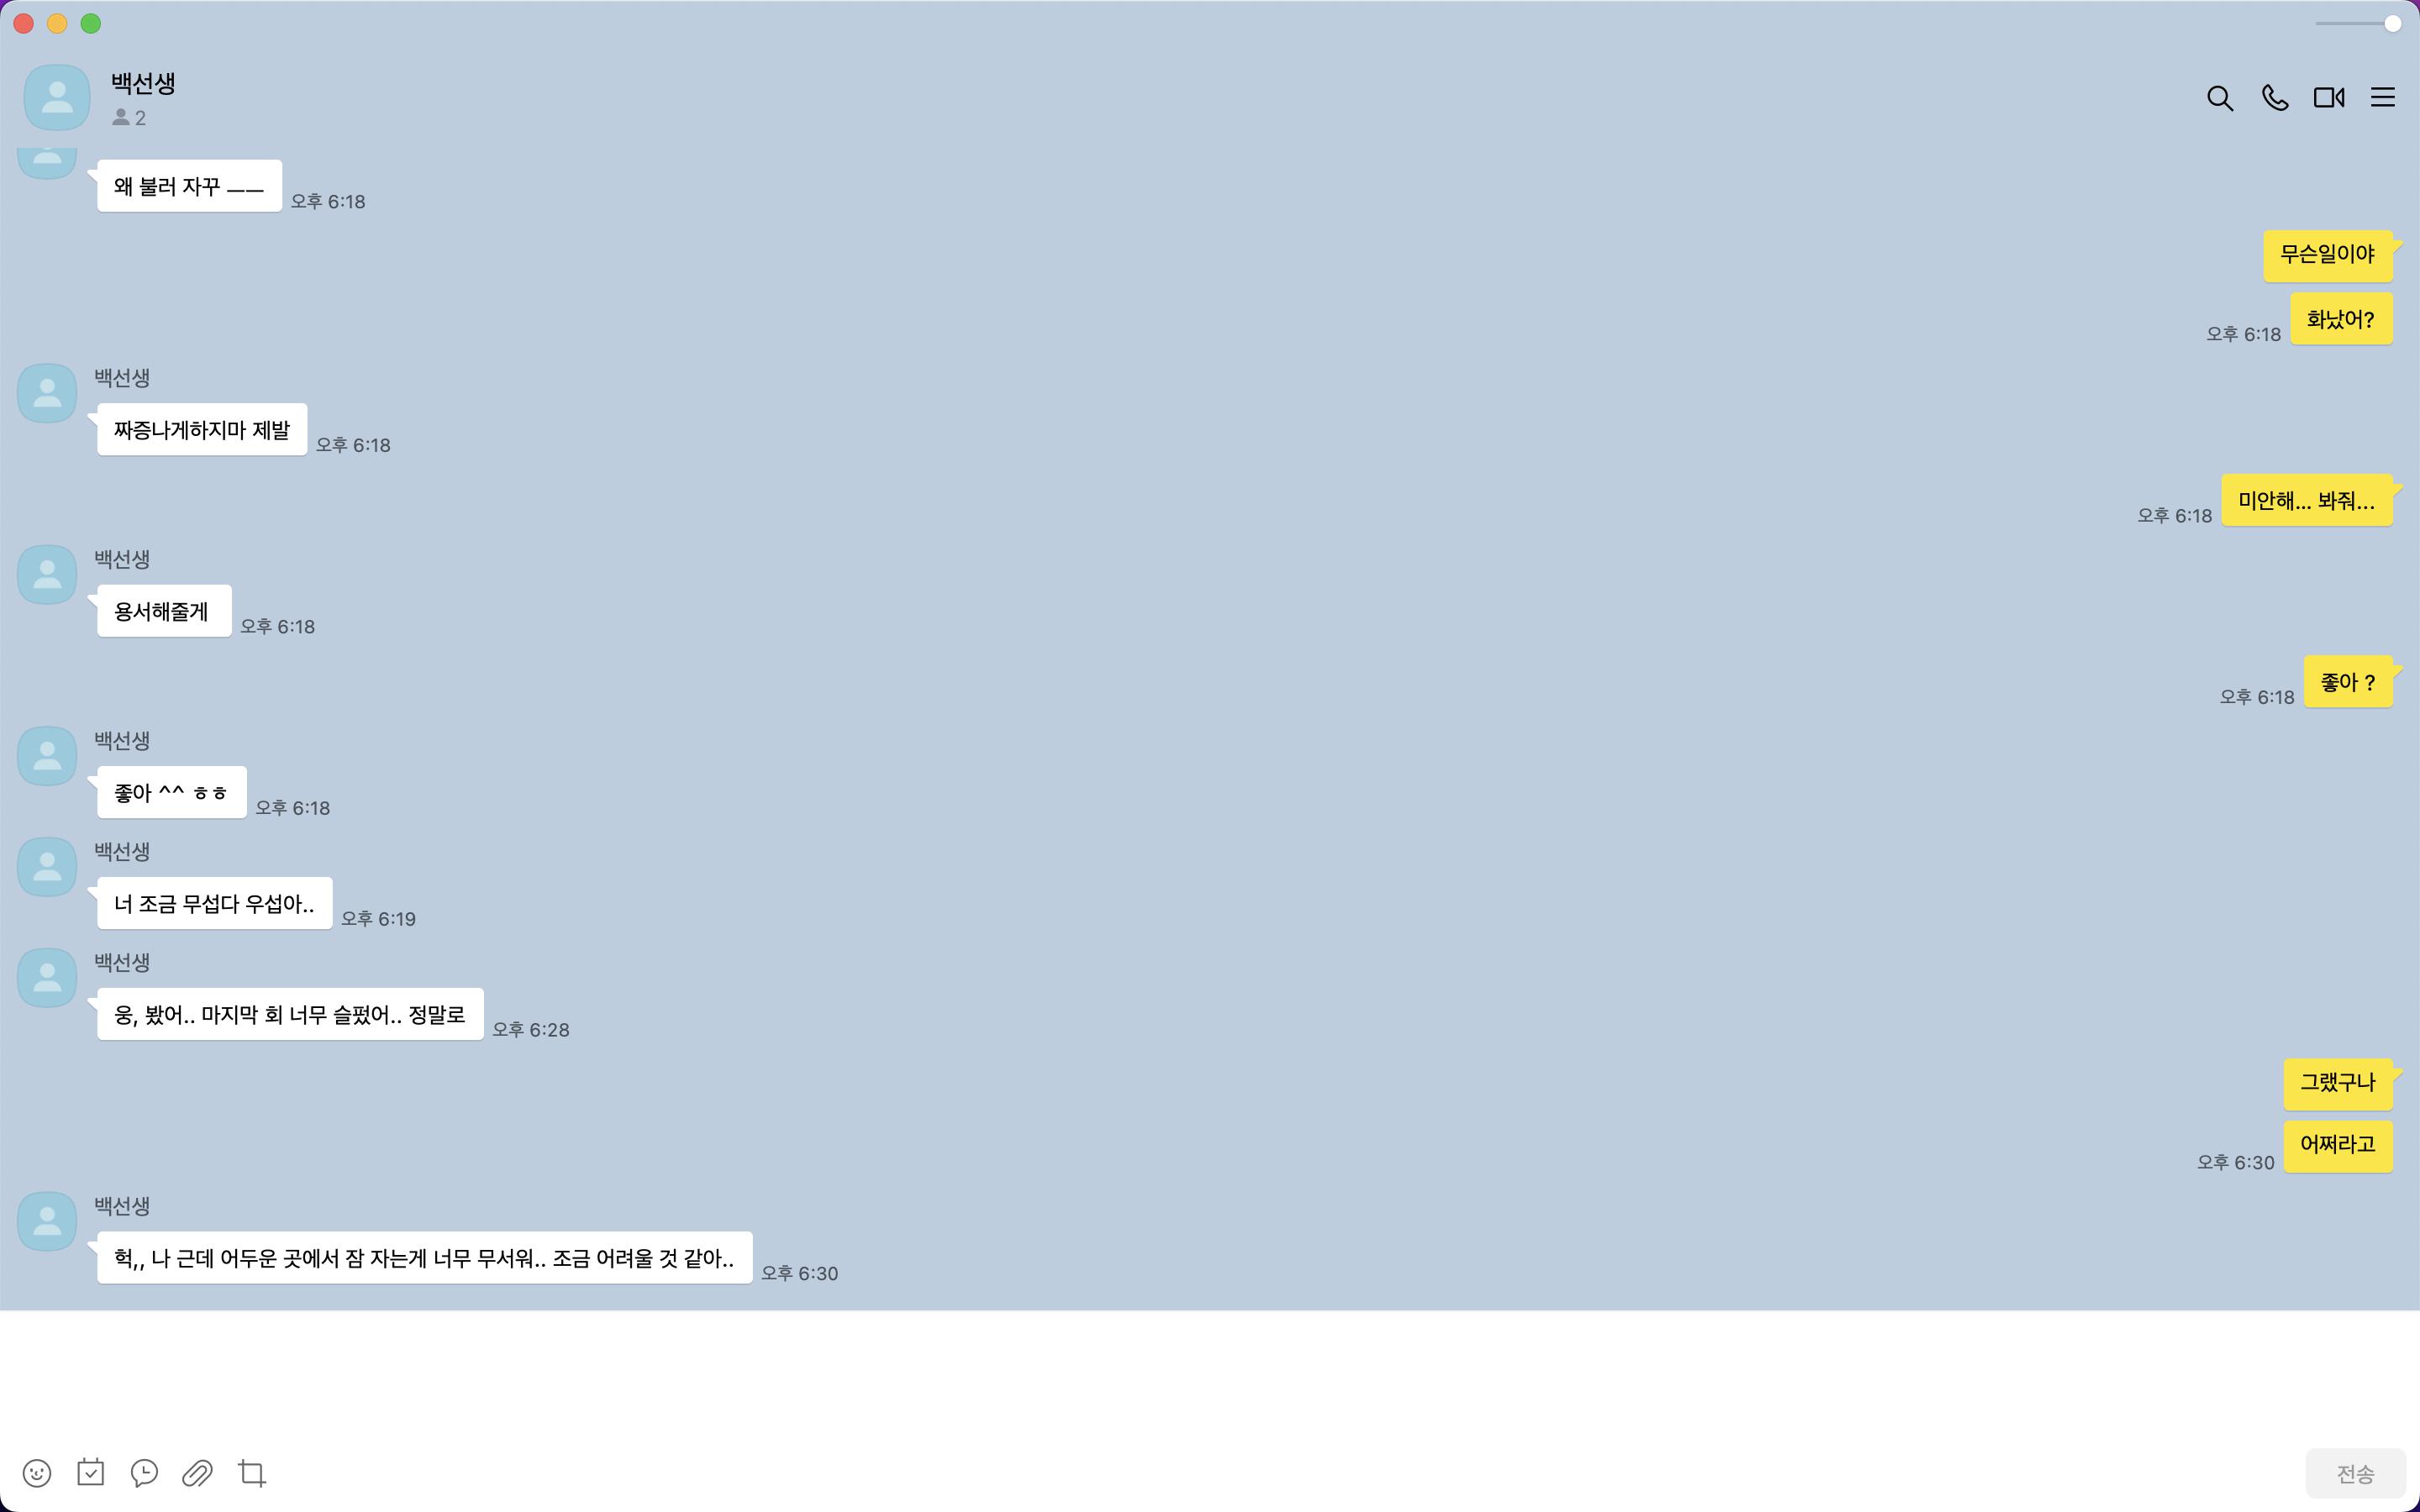 백선생
2
왜 불러 자꾸 ㅡㅡ
오후 6:18
무슨일이야
화났어?
오후 6:18
백선생
짜증나게하지마 제발
오후 6:18
미안해... 봐줘...
오후 6:18
백선생
용서해줄게
오후 6:18
좋아 ?
오후 6:18
백선생
좋아 ^^ ㅎㅎ
오후 6:18
백선생
너 조금 무섭다 우섭아..
오후 6:19
백선생
웅, 봤어.. 마지막 회 너무 슬펐어.. 정말로
오후 6:28
그랬구나
어쩌라고
오후 6:30
백선생
헉,, 나 근데 어두운 곳에서 잠 자는게 너무 무서워.. 조금 어려울 것 같아..
오후 6:30
전송